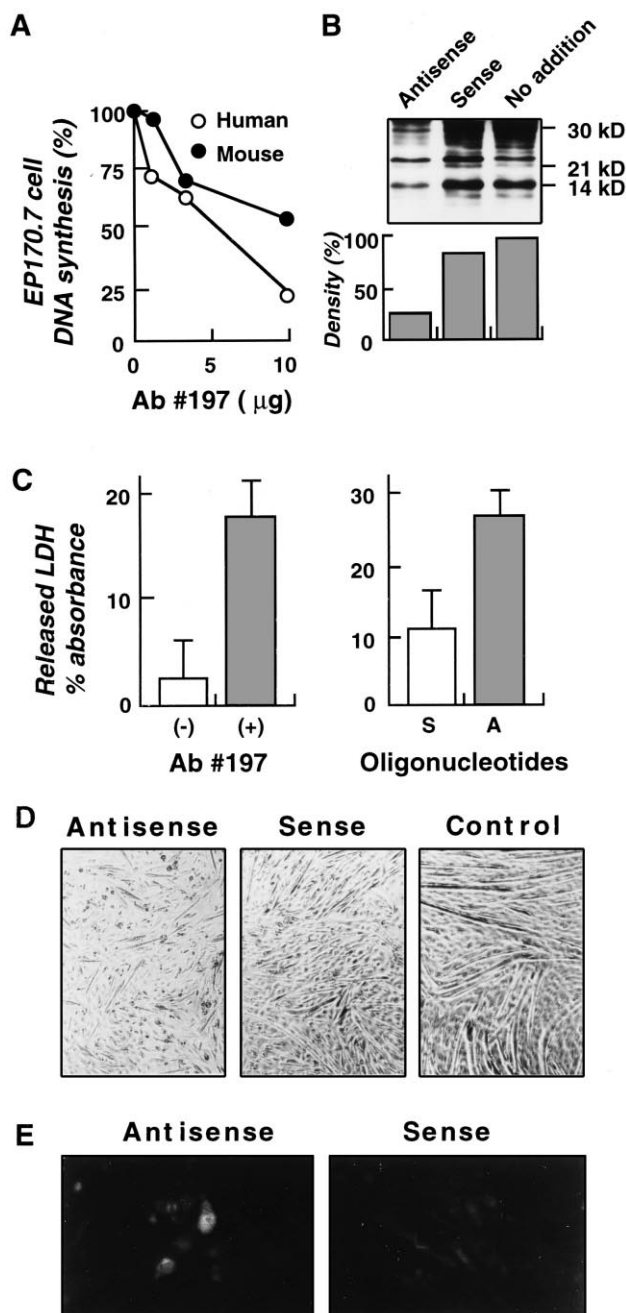 A
EP170.7 cell
DNA synthesis (%)
100
75
50
25
0
Human
Mouse
0 5 10
Ab #197 ( µg)
B
Antisense
Sense
No addition
30 kD
21 kD
14 kD
Density (%)
100
50
0
C
Released LDH
% absorbance
20
10
0
(-) (+)
Ab #197
30
20
10
0
S A
Oligonucleotides
D
Antisense Sense Control
E
Antisense Sense